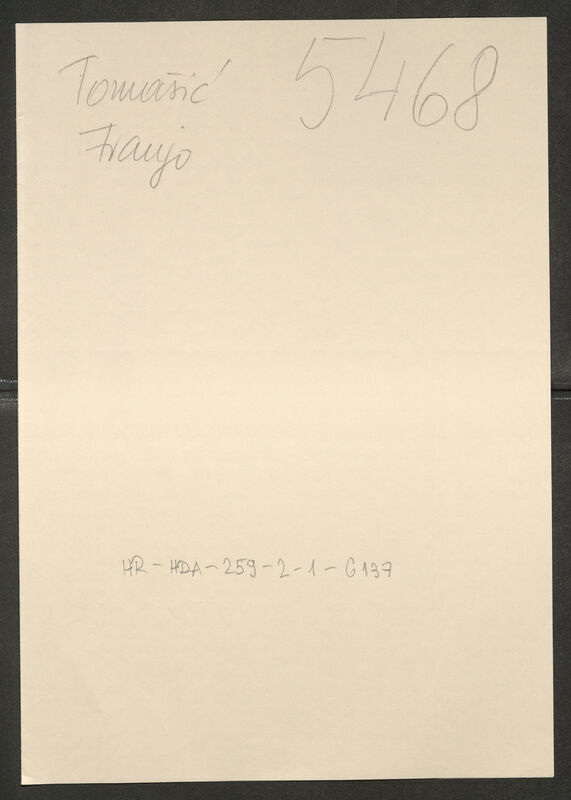 Tomašić 5468
Franjo
HR-HDA-259-2-1-G137